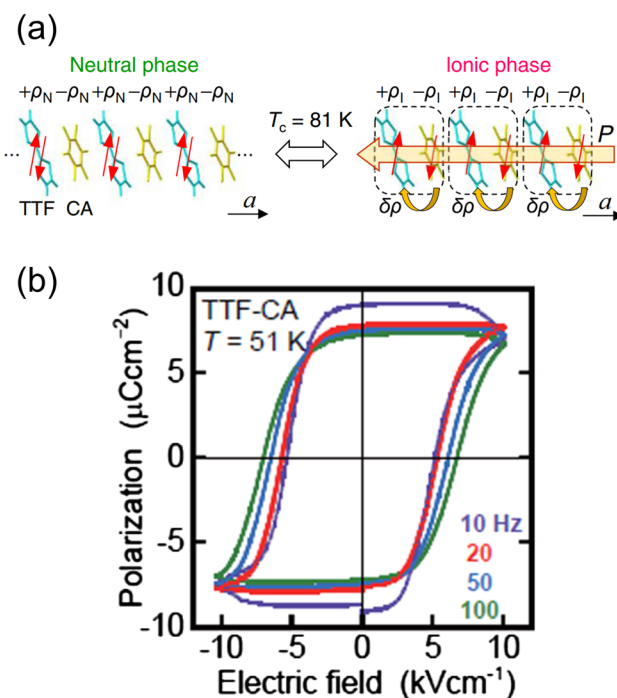 (a)
Neutral phase
Ionic phase
+ρN −ρN +ρN −ρN +ρN −ρN
+ρI −ρI +ρI −ρI +ρI −ρI
Tc = 81 K
P
... ...
TTF CA
a
δρ δρ δρ
a
(b)
TTF-CA
T = 51 K
10
5
0
-5
-10
Polarization (μCcm⁻²)
10 Hz
20
50
100
-10 -5 0 5 10
Electric field (kVcm⁻¹)